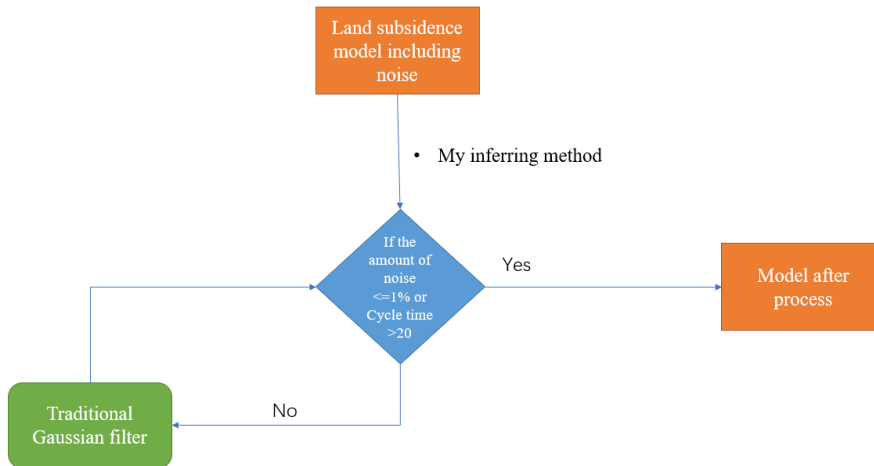 Land subsidence
model including
noise
• My inferring method
If the
amount of
noise
<=1% or
Cycle time
>20
Yes
Model after
process
No
Traditional
Gaussian filter